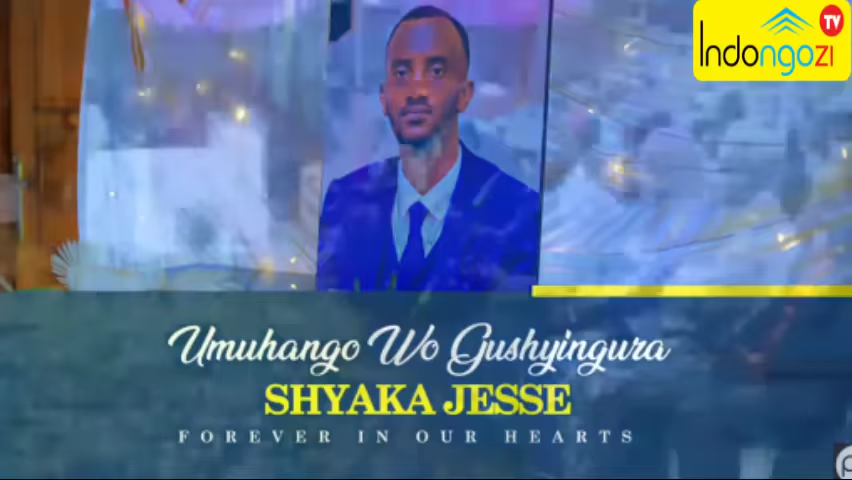 Indongozi
TV
Umuhango Wo Gushyingura
SHYAKA JESSE
FOREVER IN OUR HEARTS